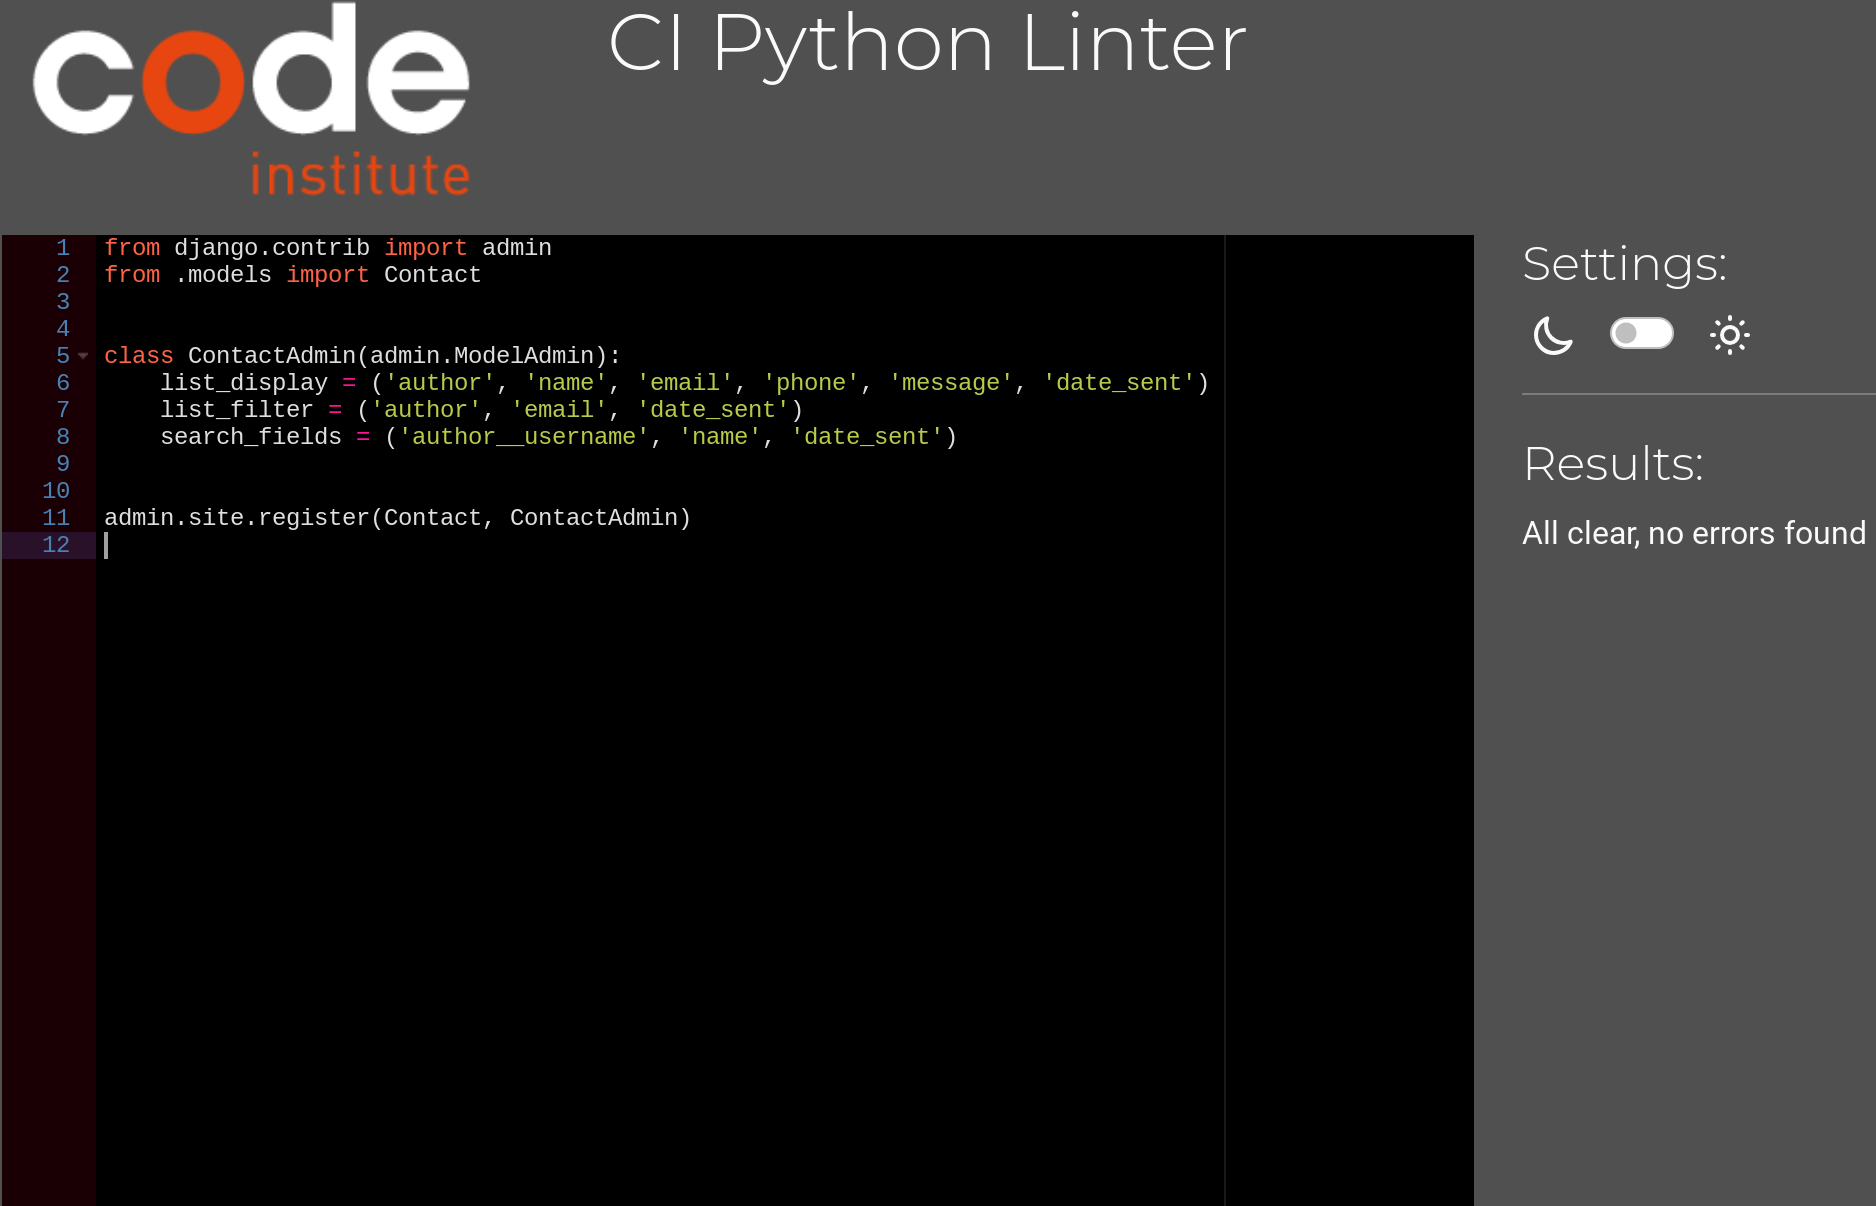 code
institute
CI Python Linter
1 from django.contrib import admin
2 from .models import Contact
3
4
5 class ContactAdmin(admin.ModelAdmin):
6     list_display = ('author', 'name', 'email', 'phone', 'message', 'date_sent')
7     list_filter = ('author', 'email', 'date_sent')
8     search_fields = ('author__username', 'name', 'date_sent')
9
10
11 admin.site.register(Contact, ContactAdmin)
12
Settings:
Results:
All clear, no errors found